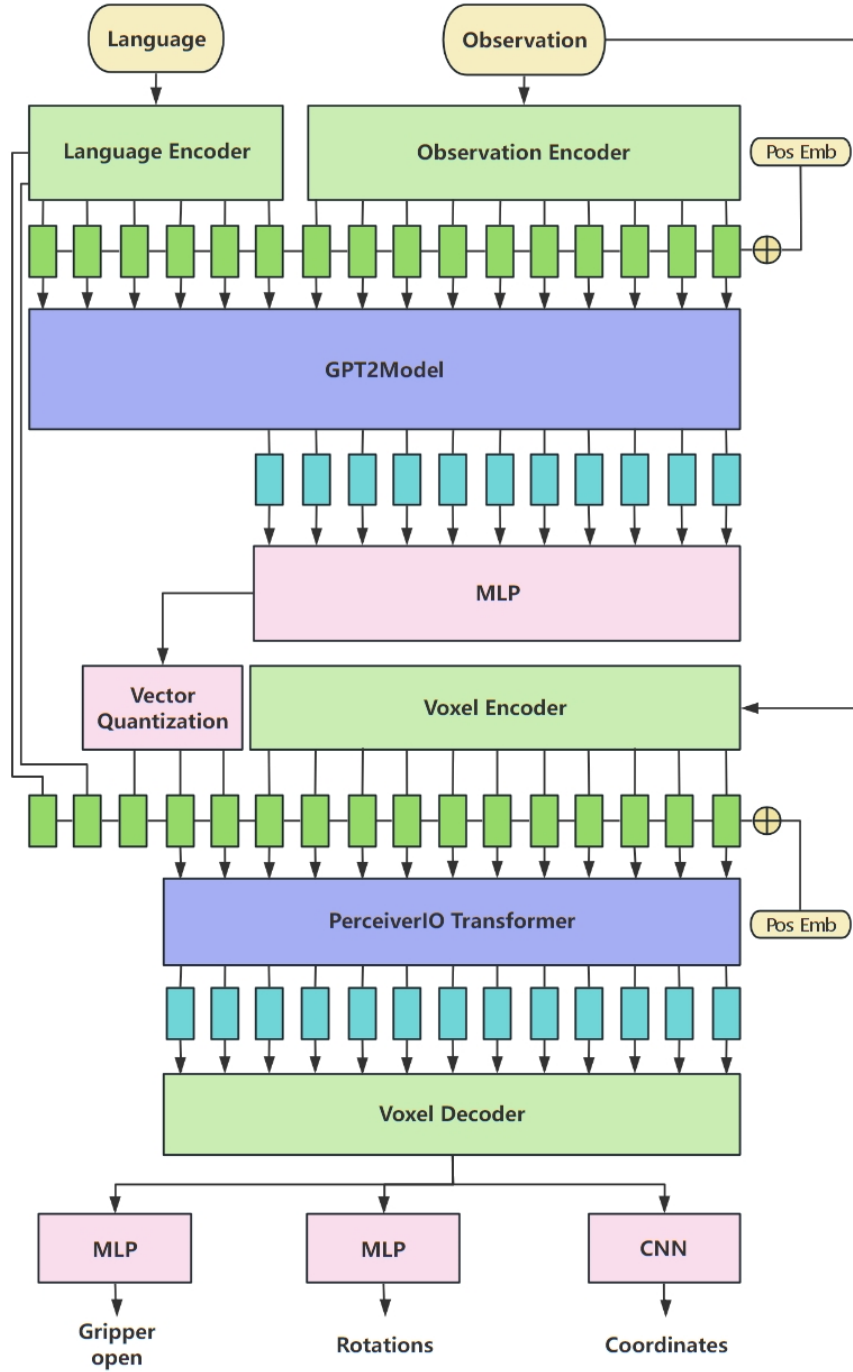 Language
Observation
Language Encoder
Observation Encoder
Pos Emb
GPT2Model
MLP
Vector
Quantization
Voxel Encoder
PerceiverIO Transformer
Pos Emb
Voxel Decoder
MLP
MLP
CNN
Gripper
open
Rotations
Coordinates